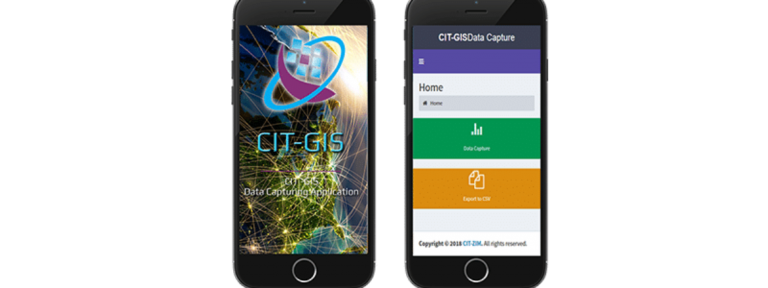 CIT-GIS
CIT-GIS
Data Capturing Application
CIT-GISData Capture
Home
Home
Data Capture
Export to CSV
Copyright © 2018 CIT-ZIM. All rights reserved.